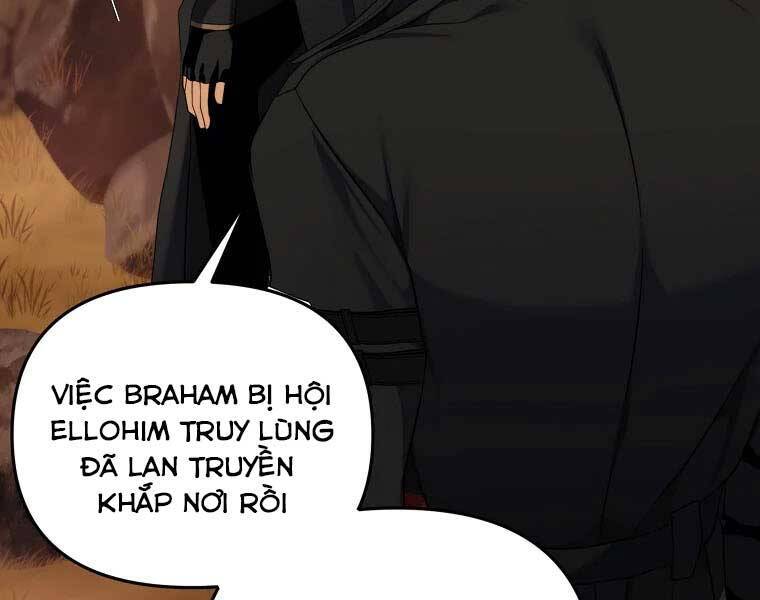 VIỆC BRAHAM BỊ HỘI
ELLOHIM TRUY LÙNG
ĐÃ LAN TRUYỀN
KHẮP NƠI RỒI